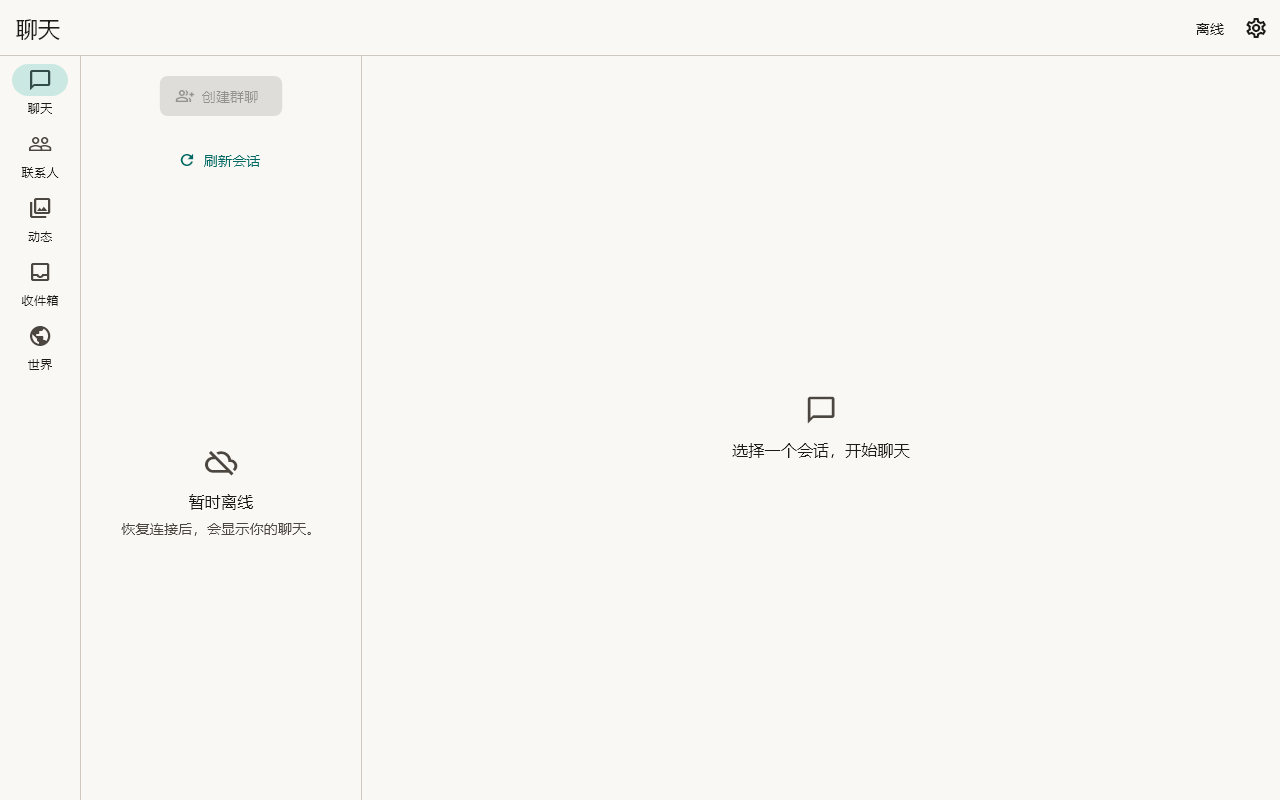 聊天
离线
聊天
联系人
动态
收件箱
世界
创建群聊
刷新会话
暂时离线
恢复连接后，会显示你的聊天。
选择一个会话，开始聊天